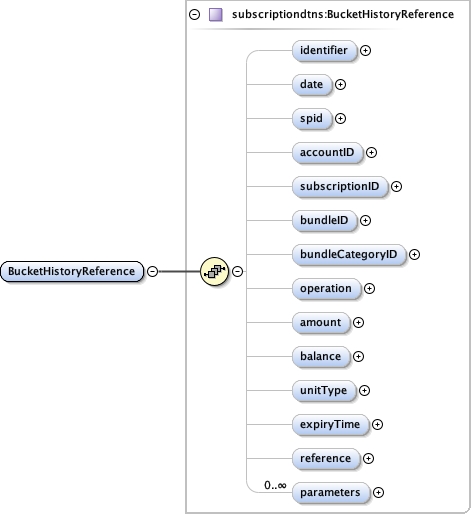 subscriptiondtns:BucketHistoryReference
identifier
date
spid
accountID
subscriptionID
bundleID
bundleCategoryID
BucketHistoryReference
operation
amount
balance
unitType
expiryTime
reference
0..∞
parameters